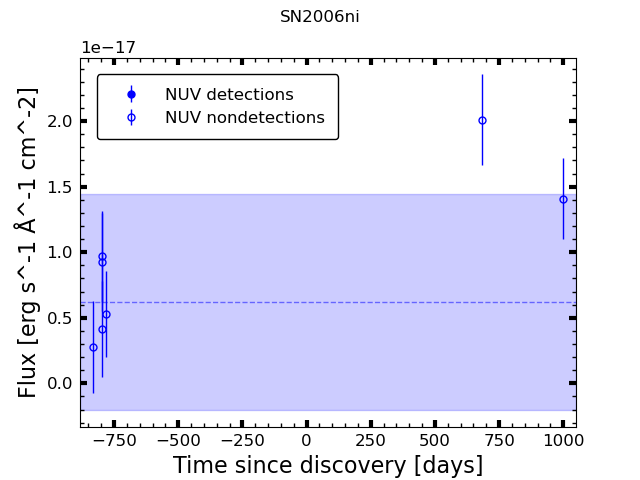 SN2006ni
1e−17
NUV detections
NUV nondetections
2.0
1.5
1.0
0.5
0.0
Flux [erg s^-1 Å^-1 cm^-2]
−750 −500 −250 0 250 500 750 1000
Time since discovery [days]